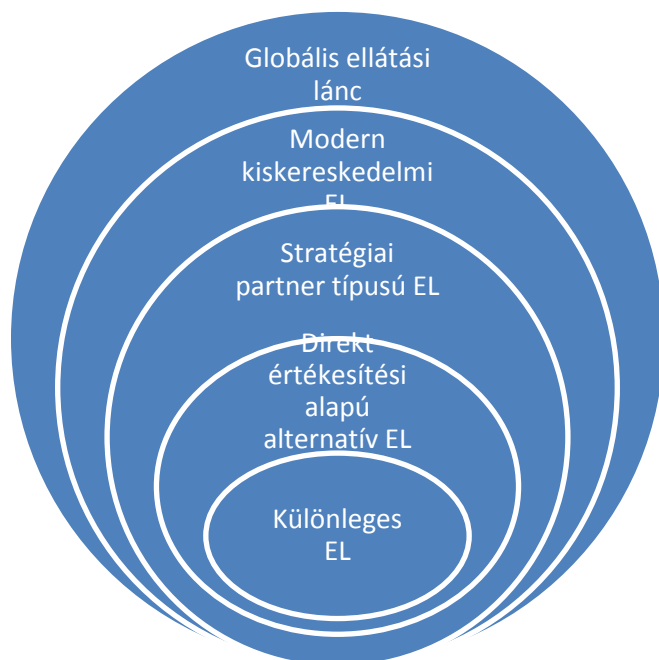 Globális ellátási
lánc
Modern
kiskereskedelmi
EL
Stratégiai
partner típusú EL
Direkt
értékesítési
alapú
alternatív EL
Különleges
EL